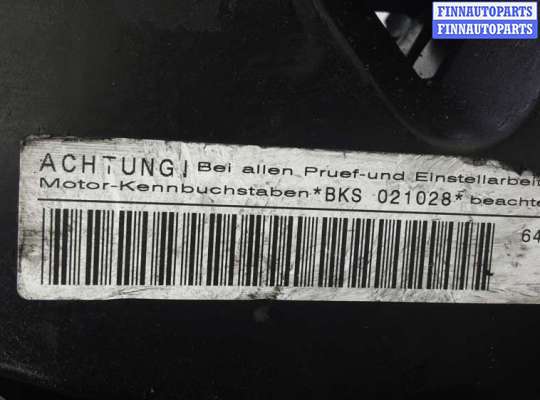 FINNAUTOPARTS
FINNAUTOPARTS
ACHTUNG! Bei allen Pruef-und Einstellarbeit
Motor-Kennbuchstaben*BKS 021028* beachte
64